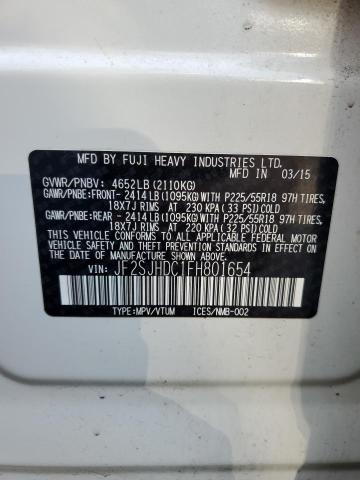 MFD BY FUJI HEAVY INDUSTRIES LTD. 03/15
GVWR/PNBV: 4652LB (2110KG)
GAWR/PNBE:FRONT- 2414 LB (1095KG) WITH P225/55R18 97H TIRES,
18X7J RIMS AT 230 KPA (33 PSI) COLD
GAWR/PNBE:REAR - 2414 LB (1095KG) WITH P225/55R18 97H TIRES,
18X7J RIMS AT 220 KPA (32 PSI) COLD
THIS VEHICLE CONFORMS TO ALL APPLICABLE
FEDERAL MOTOR VEHICLE SAFETY, BUMPER, AND
THEFT PREVENTION STANDARDS IN EFFECT ON THE
DATE OF MANUFACTURE SHOWN ABOVE.
VIN: JF2SJHDC1FH801654
TYPE:MPV/VTUM ICES/NMB-002